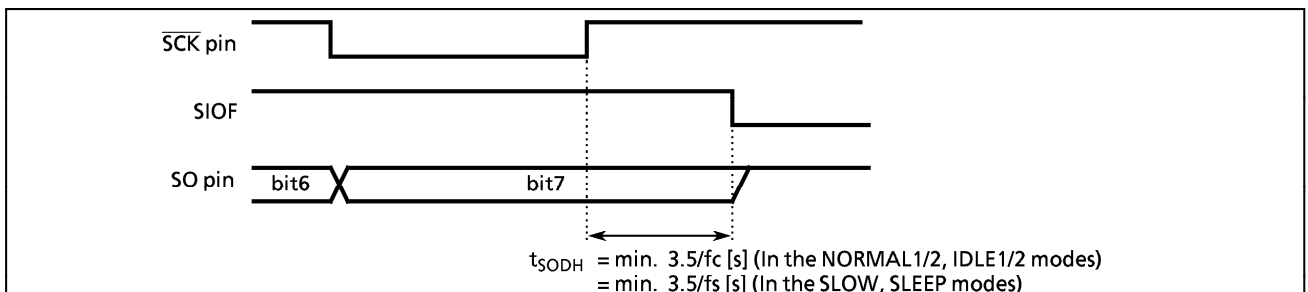 SCK pin
SIOF
SO pin bit6 bit7
tSODH = min. 3.5/fc [s] (In the NORMAL1/2, IDLE1/2 modes)
= min. 3.5/fs [s] (In the SLOW, SLEEP modes)